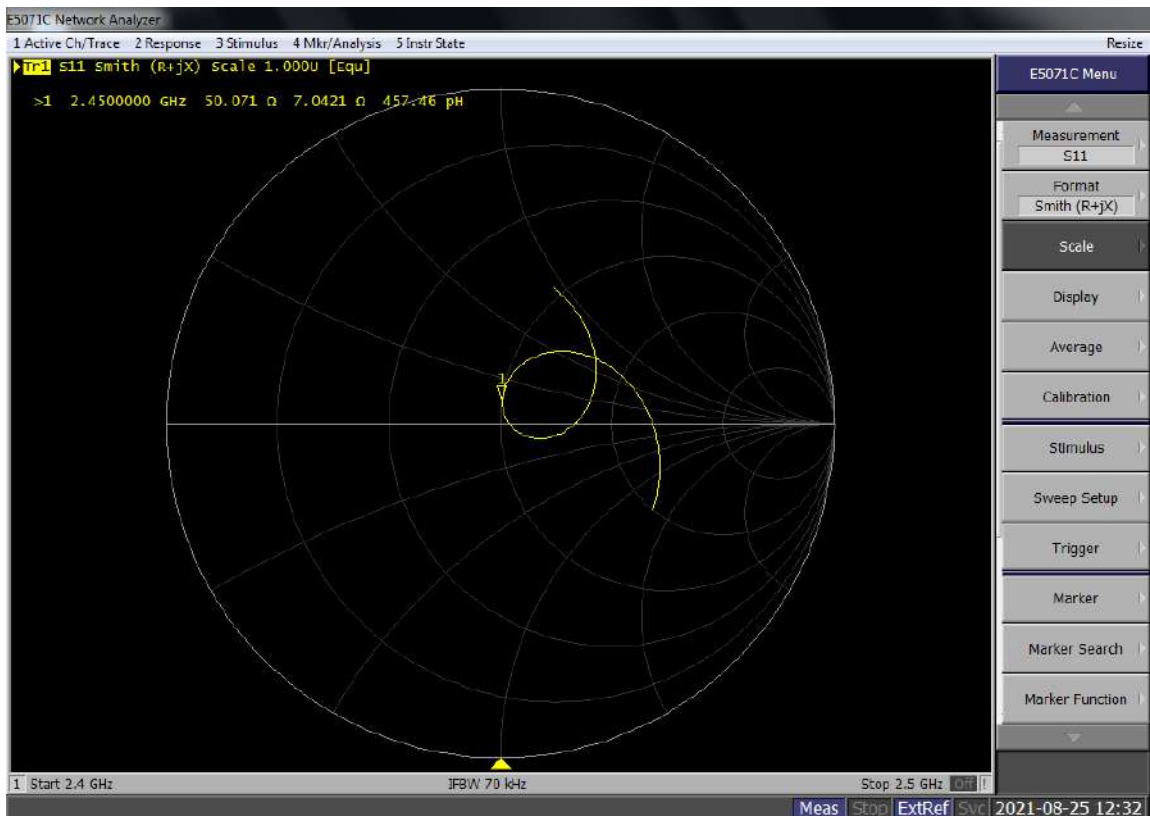 E5071C Network Analyzer
1 Active Ch/Trace 2 Response 3 Stimulus 4 Mkr/Analysis 5 Instr State Resize
Tr1 S11 Smith (R+jX) Scale 1.000U [Equ]
>1 2.4500000 GHz 50.071 Ω 7.0421 Ω 457.46 pH
1
E5071C Menu
Measurement
S11
Format
Smith (R+jX)
Scale
Display
Average
Calibration
Stimulus
Sweep Setup
Trigger
Marker
Marker Search
Marker Function
1 Start 2.4 GHz IFBW 70 kHz Stop 2.5 GHz Off !
Meas Stop ExtRef Svc 2021-08-25 12:32